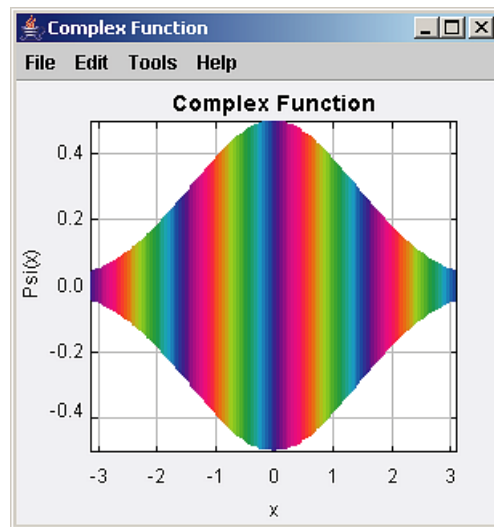 Complex Function
File Edit Tools Help
Complex Function
0.4
0.2
0.0
-0.2
-0.4
Psi(x)
-3 -2 -1 0 1 2 3
x